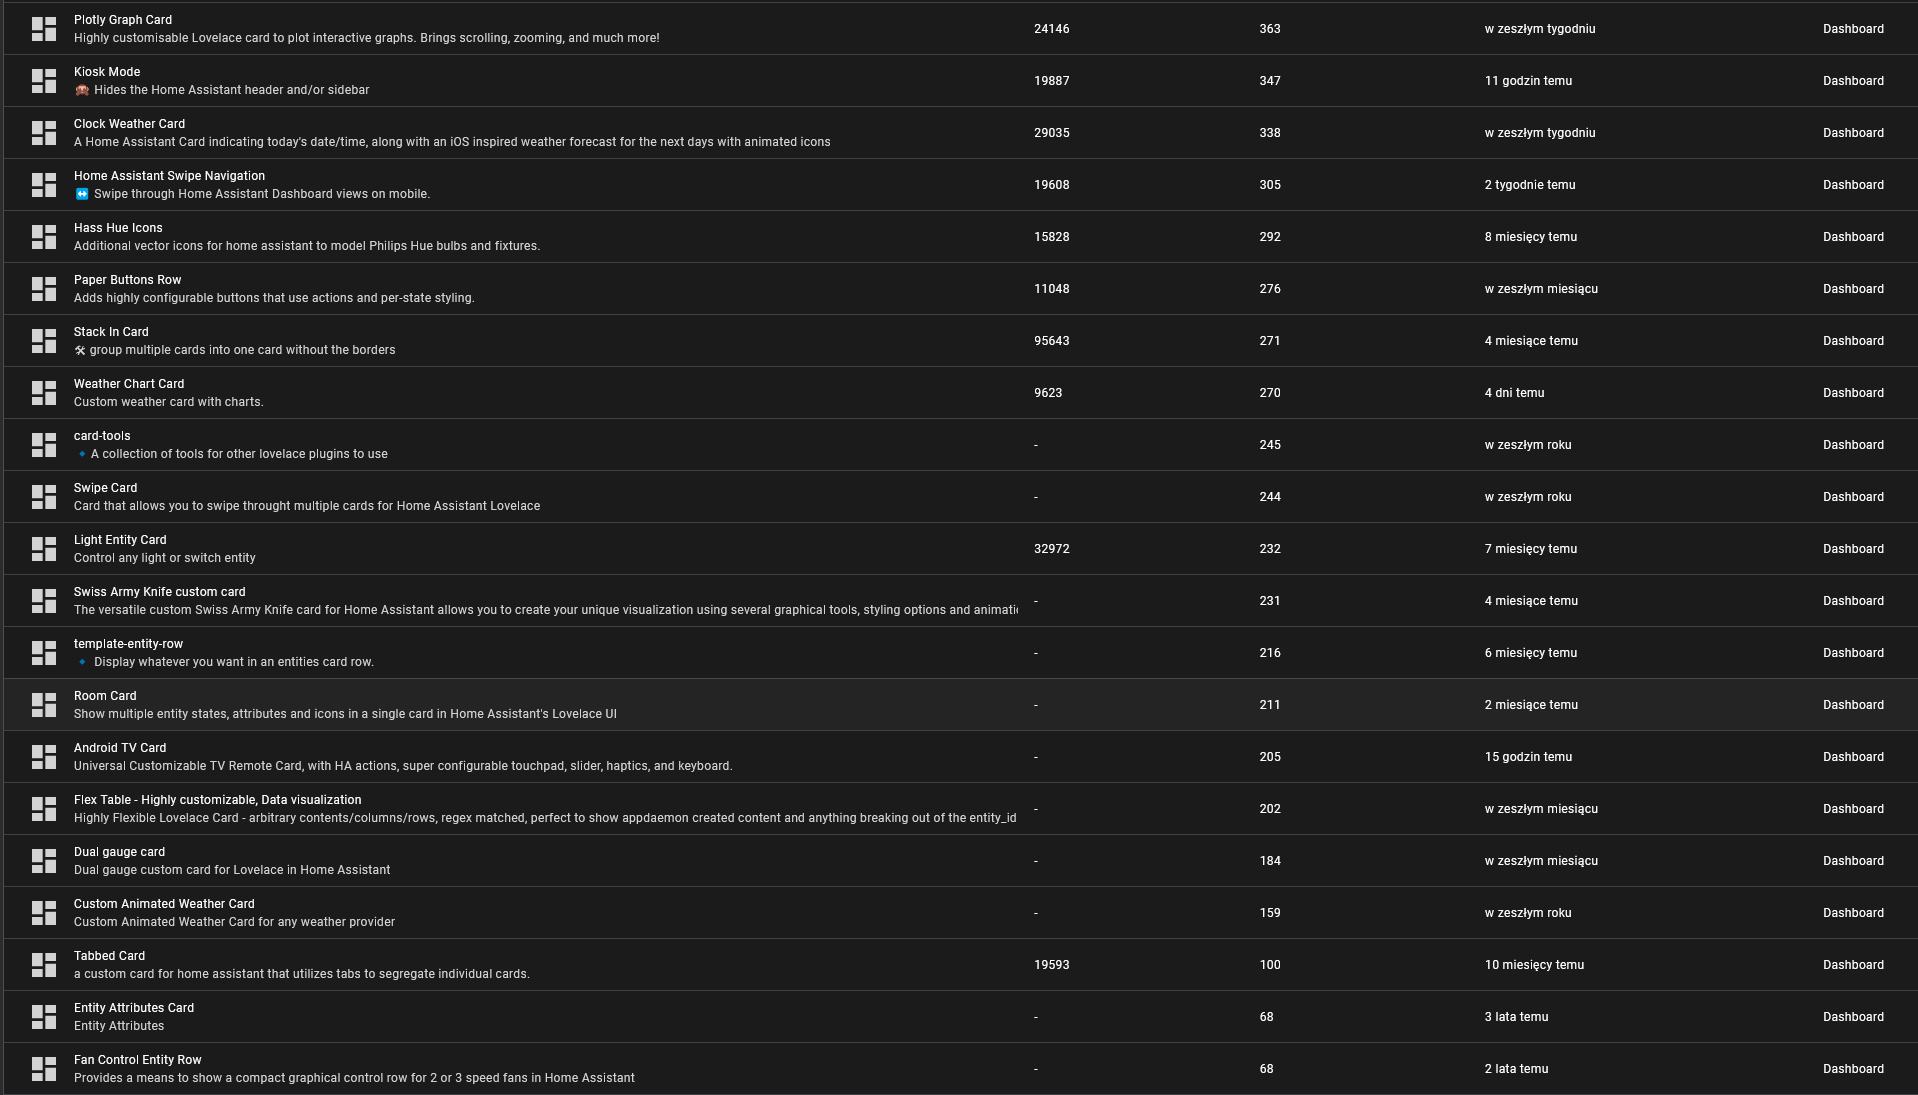 Plotly Graph Card
Highly customisable Lovelace card to plot interactive graphs. Brings scrolling, zooming, and much more!
24146 363 w zeszłym tygodniu Dashboard
Kiosk Mode
🙈 Hides the Home Assistant header and/or sidebar
19887 347 11 godzin temu Dashboard
Clock Weather Card
A Home Assistant Card indicating today's date/time, along with an iOS inspired weather forecast for the next days with animated icons
29035 338 w zeszłym tygodniu Dashboard
Home Assistant Swipe Navigation
↔️ Swipe through Home Assistant Dashboard views on mobile.
19608 305 2 tygodnie temu Dashboard
Hass Hue Icons
Additional vector icons for home assistant to model Philips Hue bulbs and fixtures.
15828 292 8 miesięcy temu Dashboard
Paper Buttons Row
Adds highly configurable buttons that use actions and per-state styling.
11048 276 w zeszłym miesiącu Dashboard
Stack In Card
🛠 group multiple cards into one card without the borders
95643 271 4 miesiące temu Dashboard
Weather Chart Card
Custom weather card with charts.
9623 270 4 dni temu Dashboard
card-tools
🔹 A collection of tools for other lovelace plugins to use
- 245 w zeszłym roku Dashboard
Swipe Card
Card that allows you to swipe throught multiple cards for Home Assistant Lovelace
- 244 w zeszłym roku Dashboard
Light Entity Card
Control any light or switch entity
32972 232 7 miesięcy temu Dashboard
Swiss Army Knife custom card
The versatile custom Swiss Army Knife card for Home Assistant allows you to create your unique visualization using several graphical tools, styling options and animati
- 231 4 miesiące temu Dashboard
template-entity-row
🔹 Display whatever you want in an entities card row.
- 216 6 miesięcy temu Dashboard
Room Card
Show multiple entity states, attributes and icons in a single card in Home Assistant's Lovelace UI
- 211 2 miesiące temu Dashboard
Android TV Card
Universal Customizable TV Remote Card, with HA actions, super configurable touchpad, slider, haptics, and keyboard.
- 205 15 godzin temu Dashboard
Flex Table - Highly customizable, Data visualization
Highly Flexible Lovelace Card - arbitrary contents/columns/rows, regex matched, perfect to show appdaemon created content and anything breaking out of the entity_id
- 202 w zeszłym miesiącu Dashboard
Dual gauge card
Dual gauge custom card for Lovelace in Home Assistant
- 184 w zeszłym miesiącu Dashboard
Custom Animated Weather Card
Custom Animated Weather Card for any weather provider
- 159 w zeszłym roku Dashboard
Tabbed Card
a custom card for home assistant that utilizes tabs to segregate individual cards.
19593 100 10 miesięcy temu Dashboard
Entity Attributes Card
Entity Attributes
- 68 3 lata temu Dashboard
Fan Control Entity Row
Provides a means to show a compact graphical control row for 2 or 3 speed fans in Home Assistant
- 68 2 lata temu Dashboard